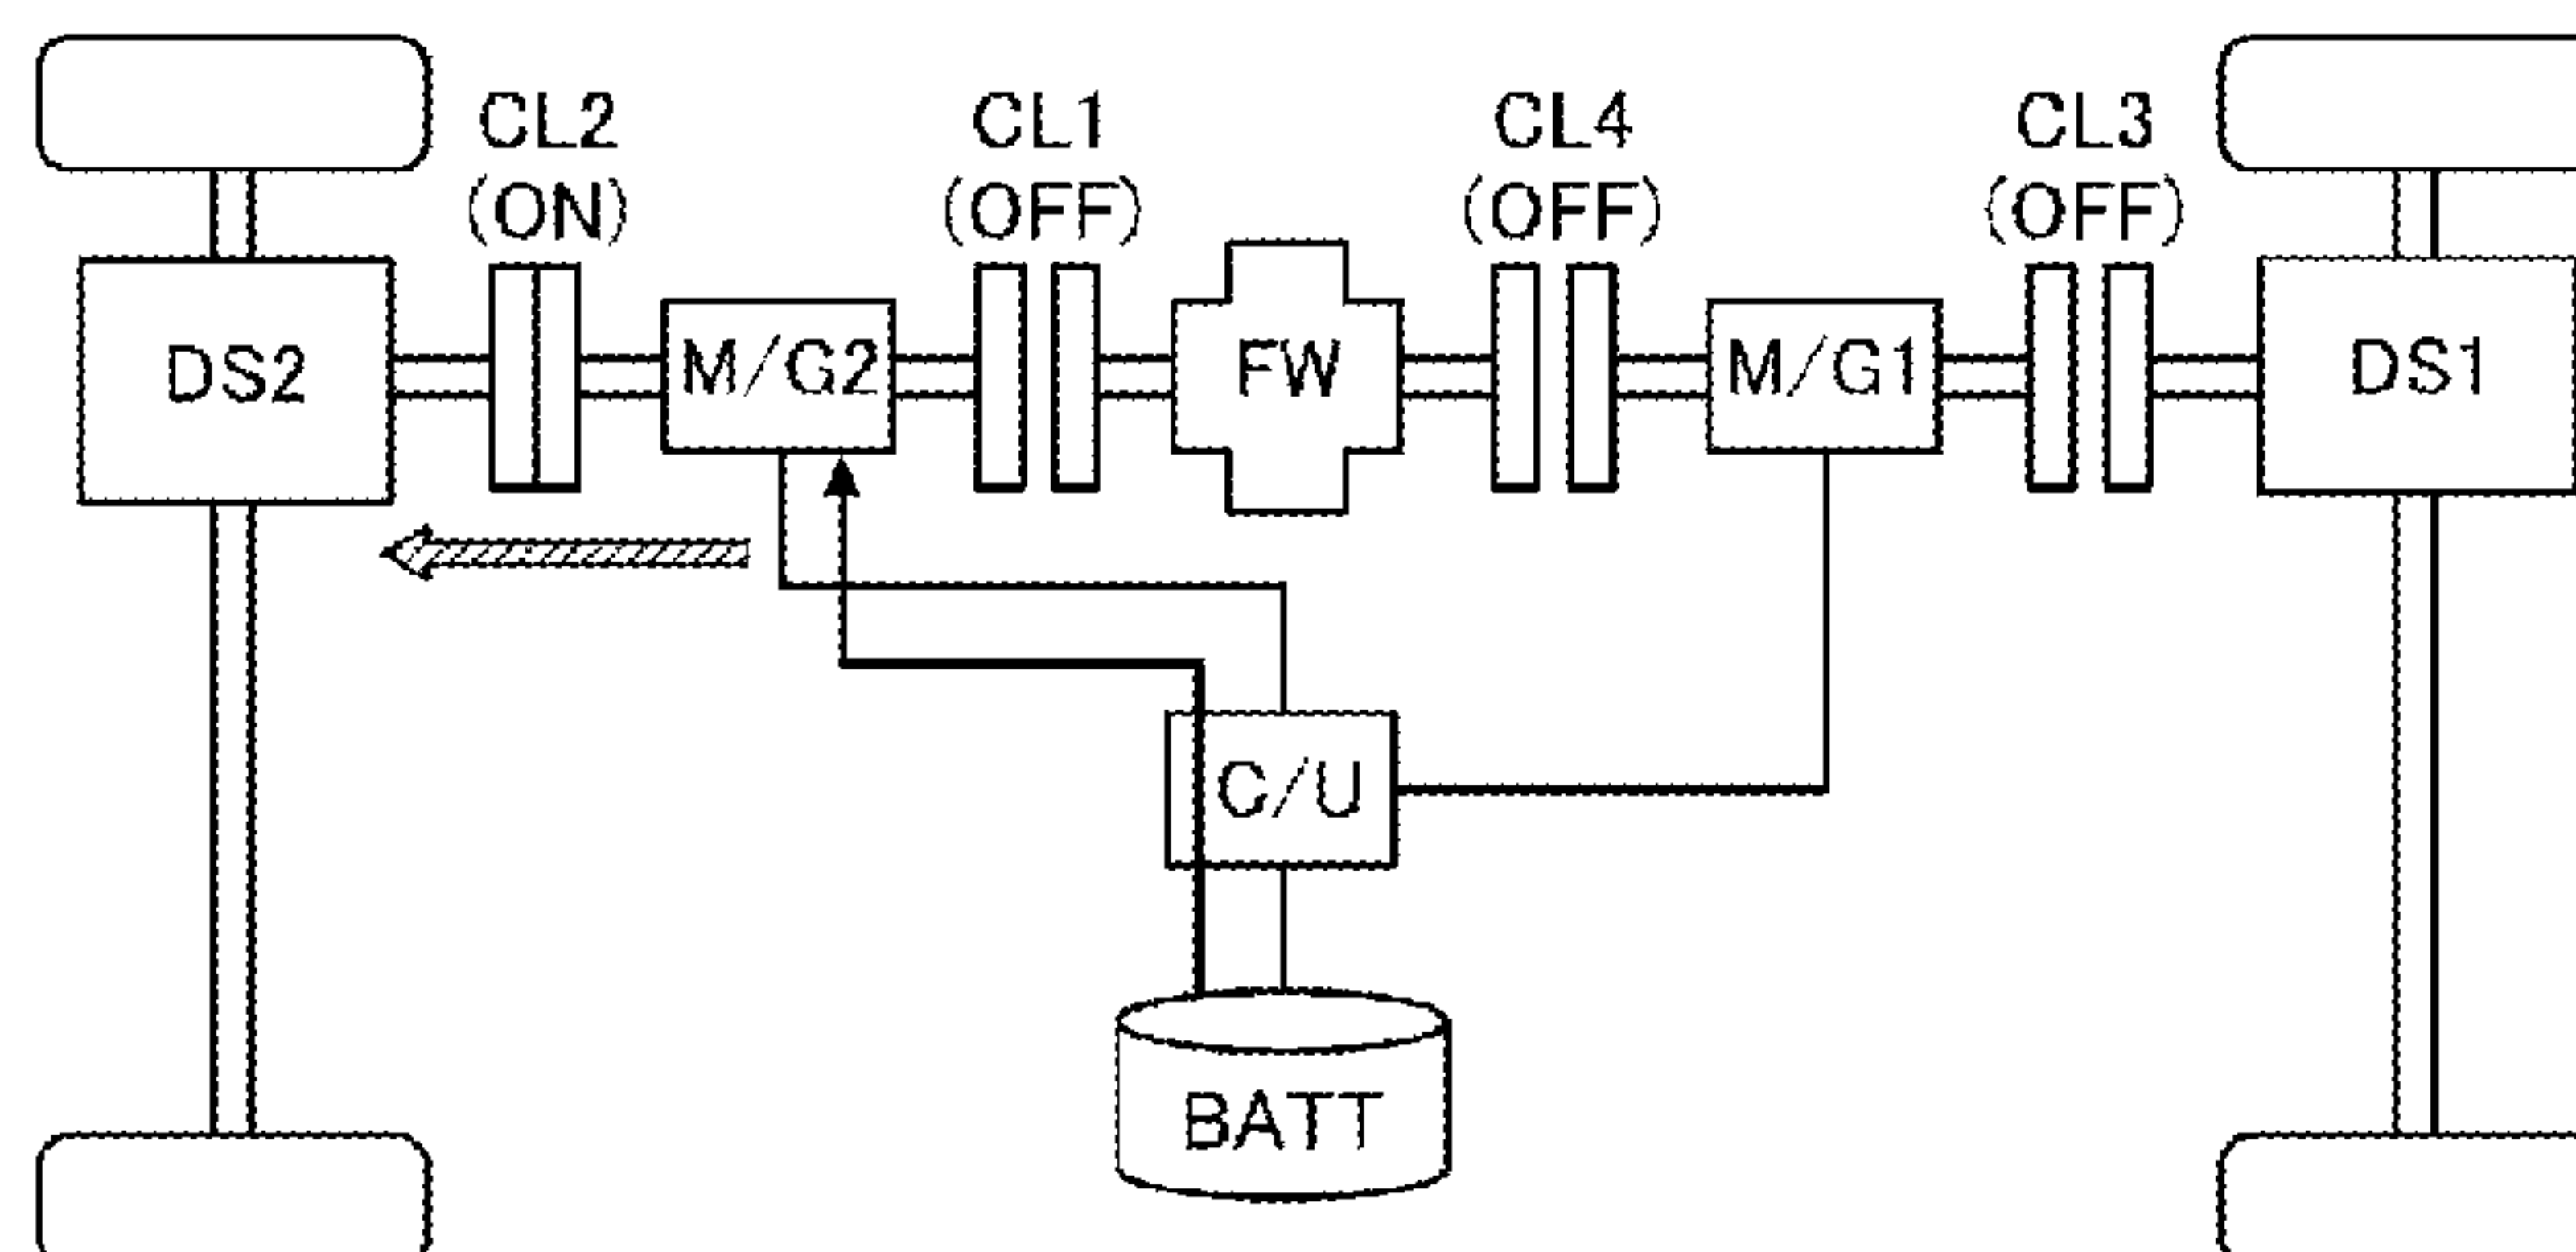 CL2
(ON)
CL1
(OFF)
CL4
(OFF)
CL3
(OFF)
DS2
M/G2
FW
M/G1
DS1
C/U
BATT